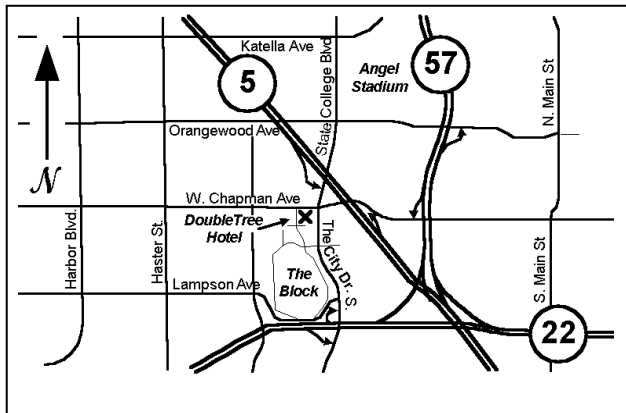 Katella Ave
State College Blvd
Angel
Stadium
57
5
N. Main St
Orangewood Ave
N
W. Chapman Ave
DoubleTree
Hotel
Harbor Blvd.
Haster St.
The City Dr. S.
The
Block
Lampson Ave
S. Main St
22